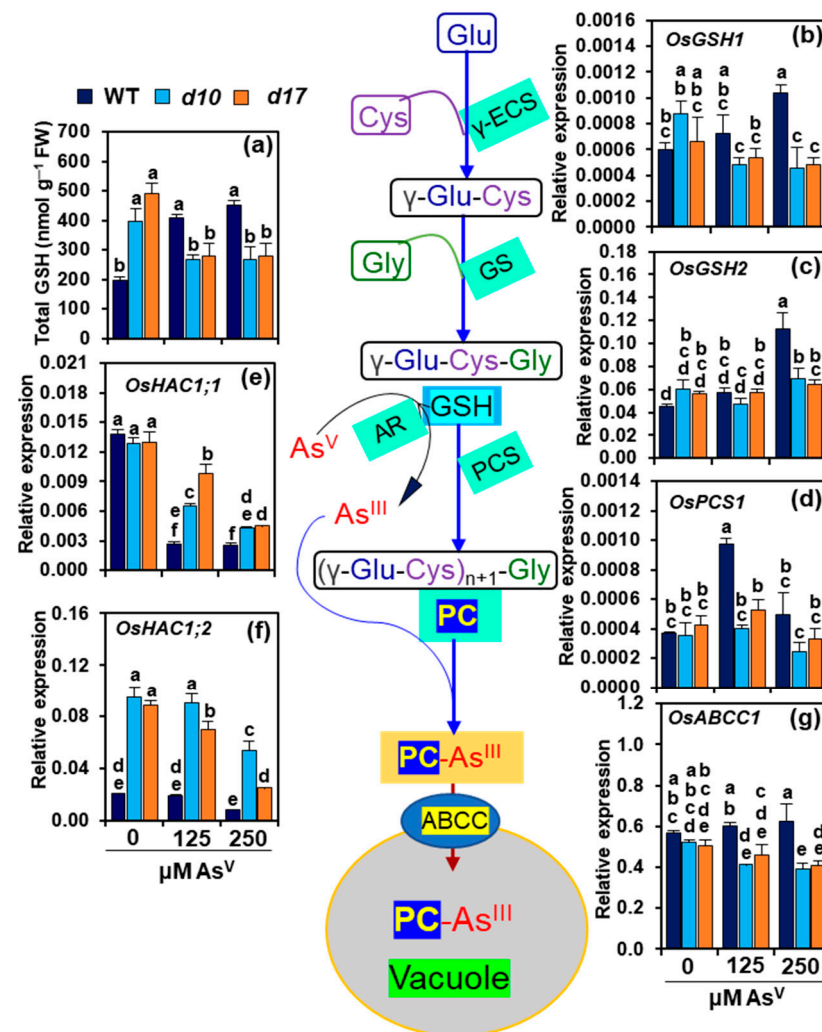 WT d10 d17
(a)
Total GSH (nmol g⁻¹ FW)
700
600
500
400
300
200
100
0
b a a a b b a b b
(e)
OsHAC1;1
Relative expression
0.021
0.018
0.015
0.012
0.009
0.006
0.003
0.000
a a a e f c b f d e d
(f)
OsHAC1;2
Relative expression
0.16
0.12
0.08
0.04
0.00
d e a a d e a b e c d
0 125 250
µM Asⱽ
Glu
Cys
γ-ECS
γ-Glu-Cys
Gly
GS
γ-Glu-Cys-Gly
GSH
AR
Asⱽ
PCS
Asᴵᴵᴵ
(γ-Glu-Cys)ₙ₊₁-Gly
PC
PC-Asᴵᴵᴵ
ABCC
PC-Asᴵᴵᴵ
Vacuole
(b)
OsGSH1
Relative expression
0.0016
0.0014
0.0012
0.0010
0.0008
0.0006
0.0004
0.0002
0.0000
b c a b a b c a b c c b c a c c
(c)
OsGSH2
Relative expression
0.18
0.16
0.14
0.12
0.10
0.08
0.06
0.04
0.02
0.00
d b c d c d b c d c d b c d a b b c
(d)
OsPCS1
Relative expression
0.0014
0.0012
0.0010
0.0008
0.0006
0.0004
0.0002
0.0000
b c b c b c a b c b b c c b c
(g)
OsABCC1
Relative expression
1.2
1.0
0.8
0.6
0.4
0.2
0.0
a b c a b c d b c d e a b d e c d e a e d e
0 125 250
µM Asⱽ